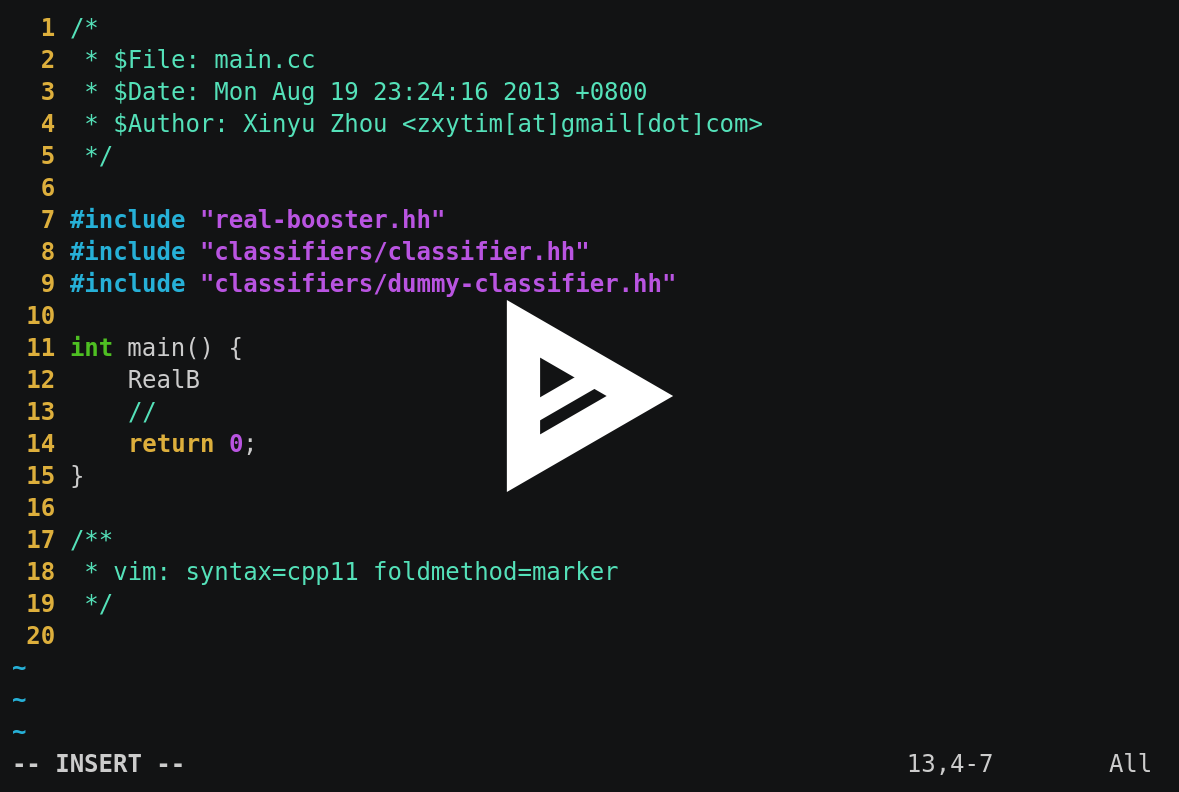 1 /*
2  * $File: main.cc
3  * $Date: Mon Aug 19 23:24:16 2013 +0800
4  * $Author: Xinyu Zhou <zxytim[at]gmail[dot]com>
5  */
6
7 #include "real-booster.hh"
8 #include "classifiers/classifier.hh"
9 #include "classifiers/dummy-classifier.hh"
10
11 int main() {
12     RealB
13     //
14     return 0;
15 }
16
17 /**
18  * vim: syntax=cpp11 foldmethod=marker
19  */
20
~
~
~
-- INSERT -- 13,4-7 All